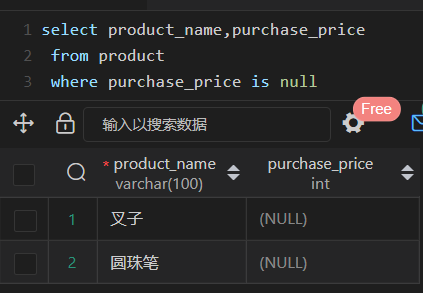 1 select product_name,purchase_price
2 from product
3 where purchase_price is null
Free
输入以搜索数据
* product_name purchase_price
varchar(100) int
1 叉子 (NULL)
2 圆珠笔 (NULL)